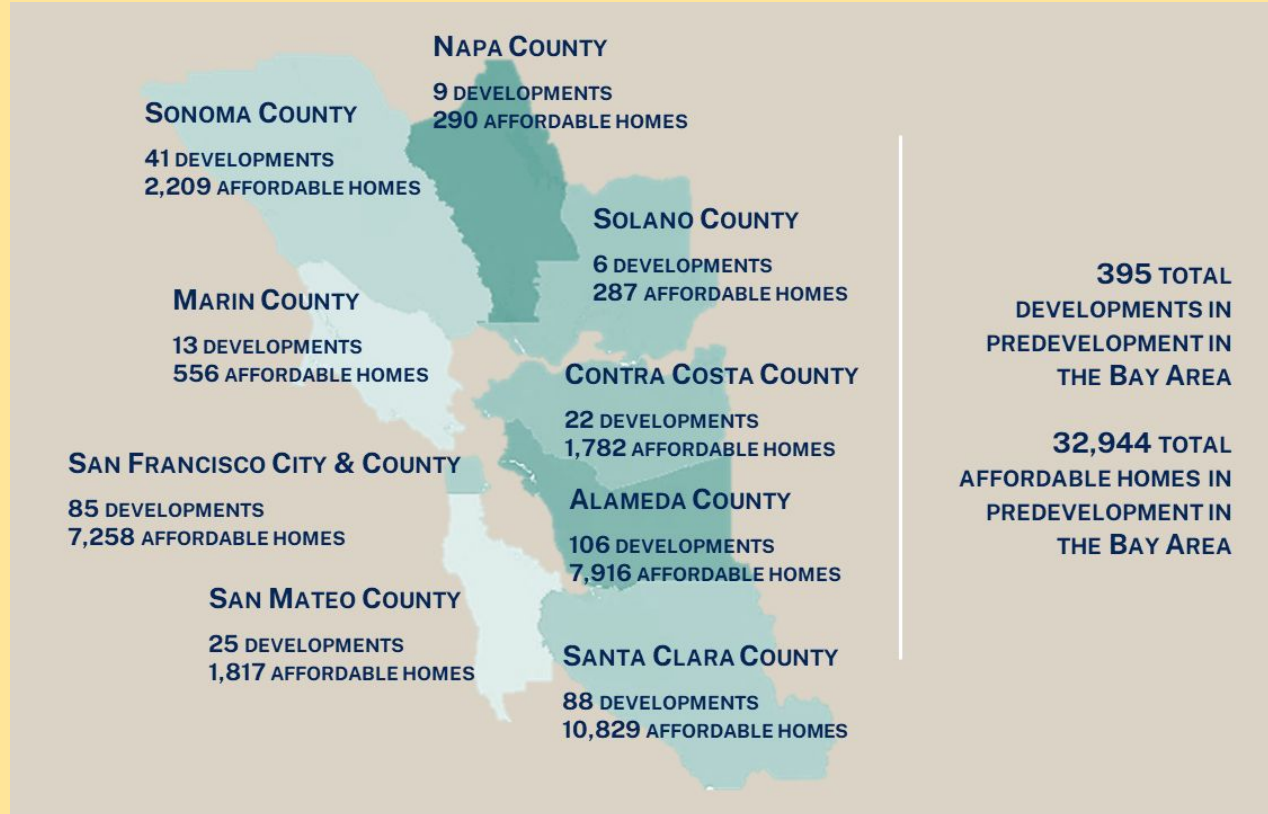 NAPA COUNTY
9 DEVELOPMENTS
290 AFFORDABLE HOMES
SONOMA COUNTY
41 DEVELOPMENTS
2,209 AFFORDABLE HOMES
SOLANO COUNTY
6 DEVELOPMENTS
287 AFFORDABLE HOMES
MARIN COUNTY
13 DEVELOPMENTS
556 AFFORDABLE HOMES
CONTRA COSTA COUNTY
22 DEVELOPMENTS
1,782 AFFORDABLE HOMES
SAN FRANCISCO CITY & COUNTY
85 DEVELOPMENTS
7,258 AFFORDABLE HOMES
ALAMEDA COUNTY
106 DEVELOPMENTS
7,916 AFFORDABLE HOMES
SAN MATEO COUNTY
25 DEVELOPMENTS
1,817 AFFORDABLE HOMES
SANTA CLARA COUNTY
88 DEVELOPMENTS
10,829 AFFORDABLE HOMES
395 TOTAL
DEVELOPMENTS IN
PREDEVELOPMENT IN
THE BAY AREA
32,944 TOTAL
AFFORDABLE HOMES IN
PREDEVELOPMENT IN
THE BAY AREA